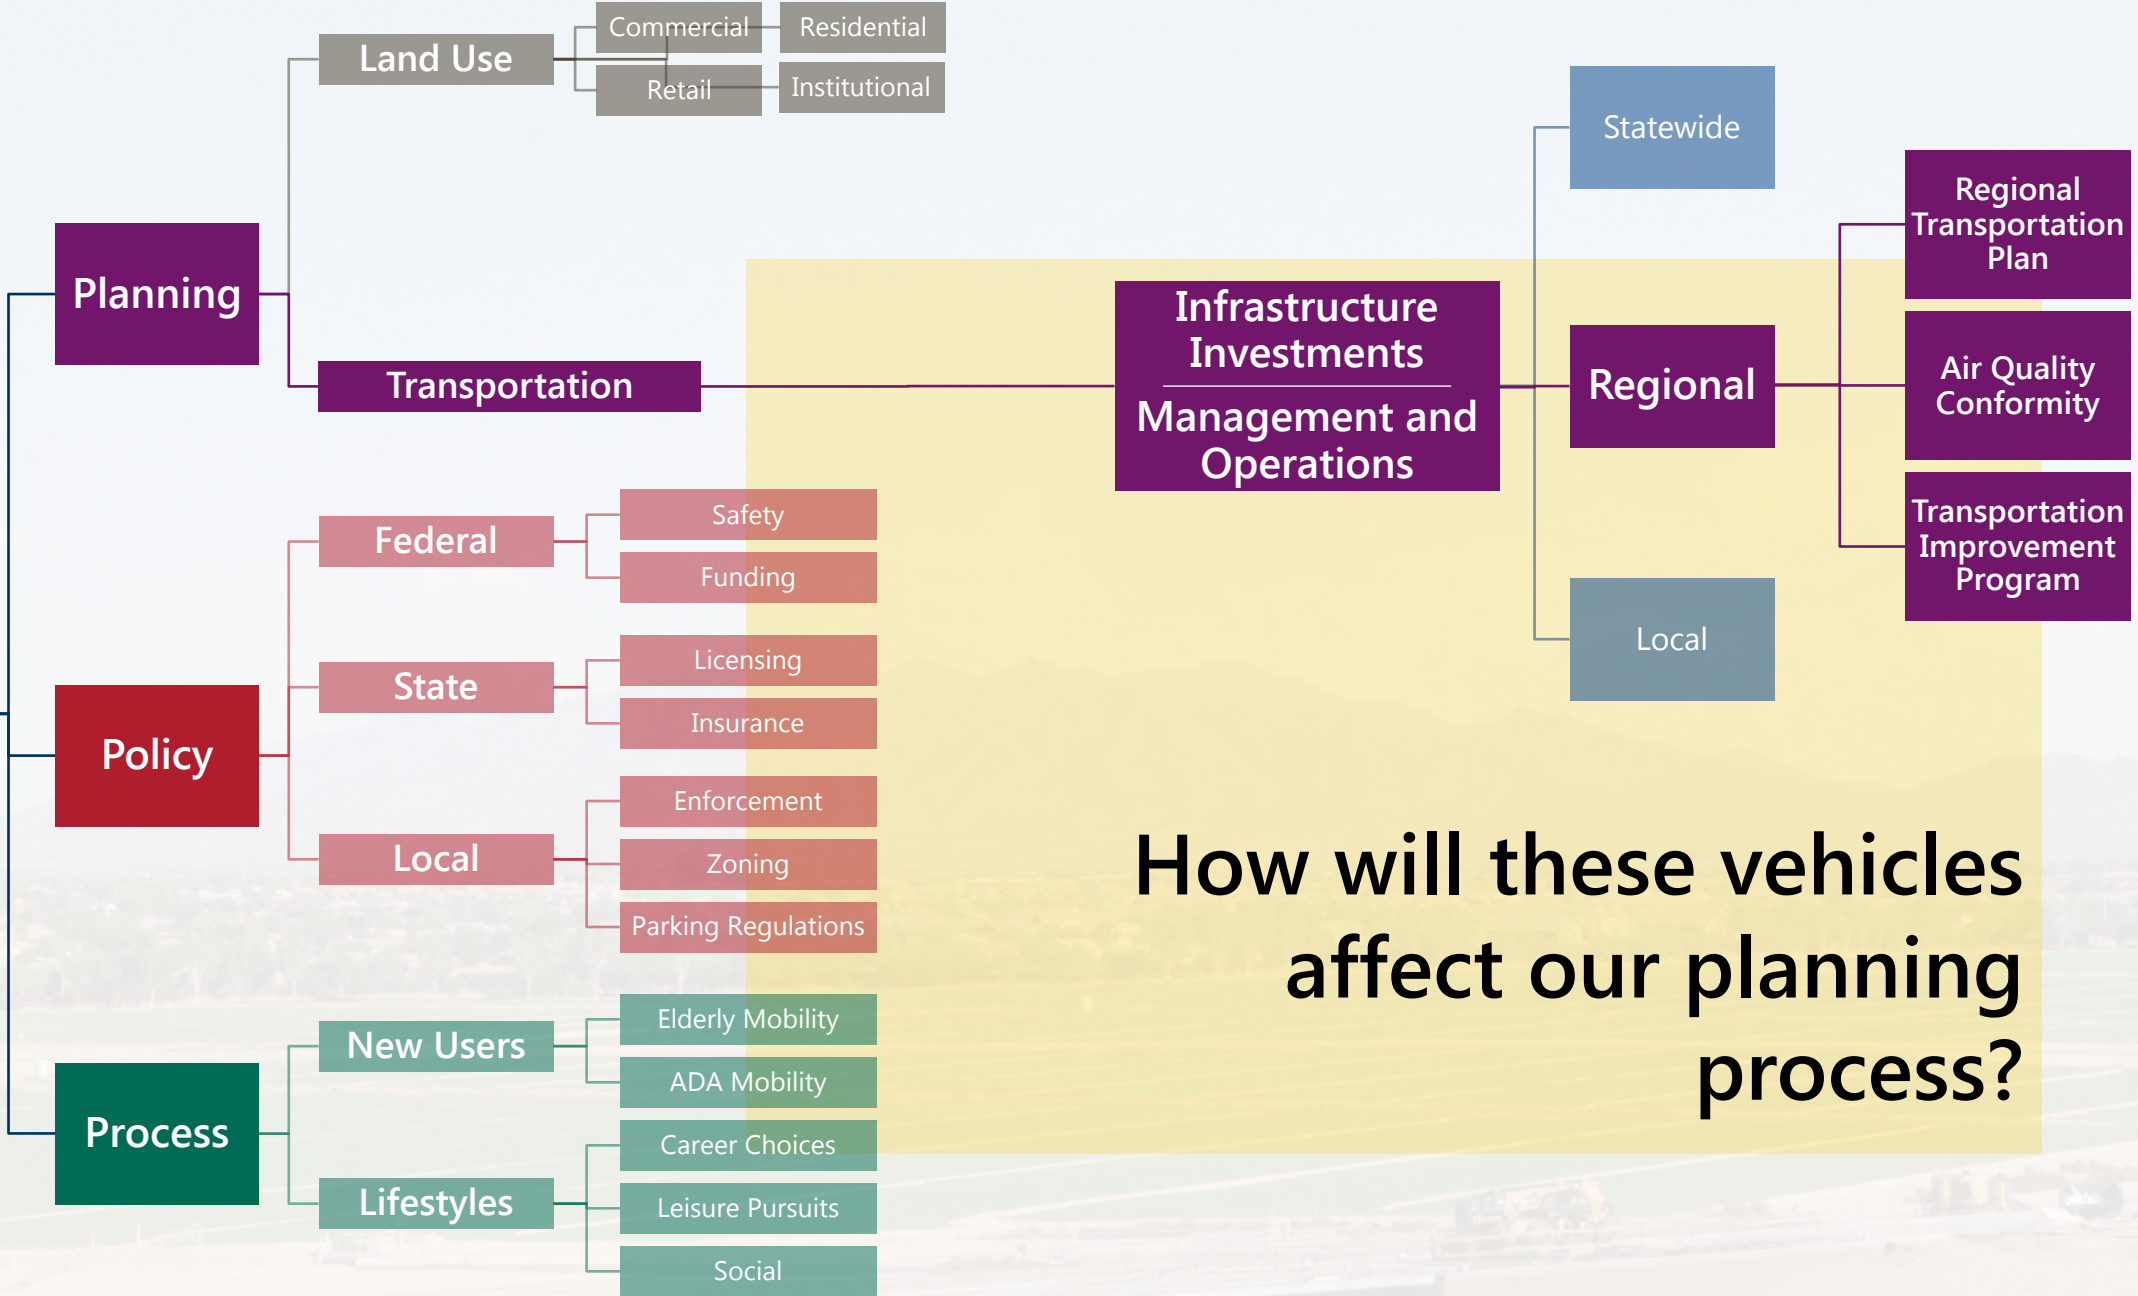 Commercial
Residential
Land Use
Retail
Institutional
Planning
Transportation
Infrastructure
Investments
Management and
Operations
Statewide
Regional
Local
Regional
Transportation
Plan
Air Quality
Conformity
Transportation
Improvement
Program
Policy
Federal
Safety
Funding
State
Licensing
Insurance
Local
Enforcement
Zoning
Parking Regulations
Process
New Users
Elderly Mobility
ADA Mobility
Lifestyles
Career Choices
Leisure Pursuits
Social
How will these vehicles
affect our planning
process?